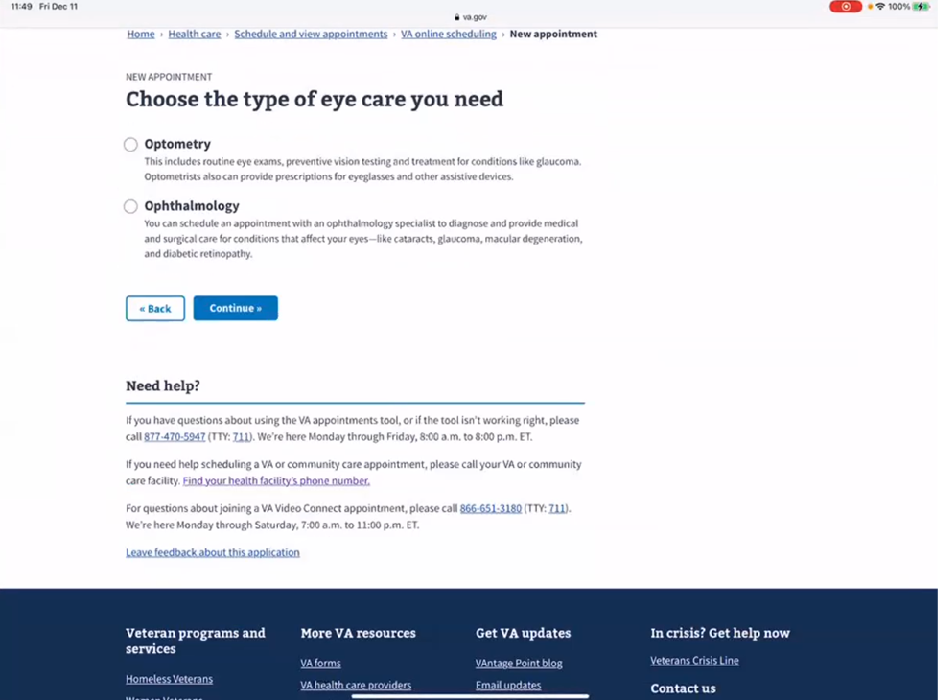 11:49 Fri Dec 11
100%
va.gov
Home › Health care › Schedule and view appointments › VA online scheduling › New appointment
NEW APPOINTMENT
Choose the type of eye care you need
Optometry
This includes routine eye exams, preventive vision testing and treatment for conditions like glaucoma.
Optometrists also can provide prescriptions for eyeglasses and other assistive devices.
Ophthalmology
You can schedule an appointment with an ophthalmology specialist to diagnose and provide medical
and surgical care for conditions that affect your eyes—like cataracts, glaucoma, macular degeneration,
and diabetic retinopathy.
« Back
Continue »
Need help?
If you have questions about using the VA appointments tool, or if the tool isn't working right, please
call 877-470-5947 (TTY: 711). We're here Monday through Friday, 8:00 a.m. to 8:00 p.m. ET.
If you need help scheduling a VA or community care appointment, please call your VA or community
care facility. Find your health facility's phone number.
For questions about joining a VA Video Connect appointment, please call 866-651-3180 (TTY: 711).
We're here Monday through Saturday, 7:00 a.m. to 11:00 p.m. ET.
Leave feedback about this application
Veteran programs and
services
Homeless Veterans
Women Veterans
More VA resources
VA forms
VA health care providers
Get VA updates
VAntage Point blog
Email updates
In crisis? Get help now
Veterans Crisis Line
Contact us